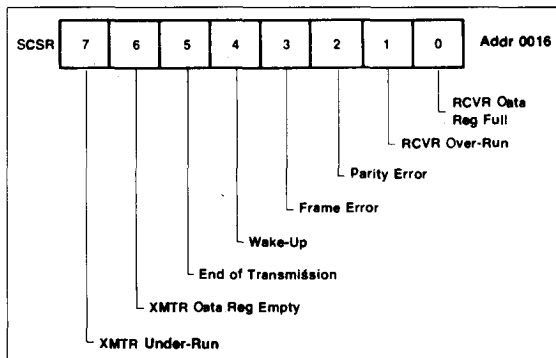 SCSR 7 6 5 4 3 2 1 0 Addr 0016
RCVR Data
Reg Full
RCVR Over-Run
Parity Error
Frame Error
Wake-Up
End of Transmission
XMTR Data Reg Empty
XMTR Under-Run